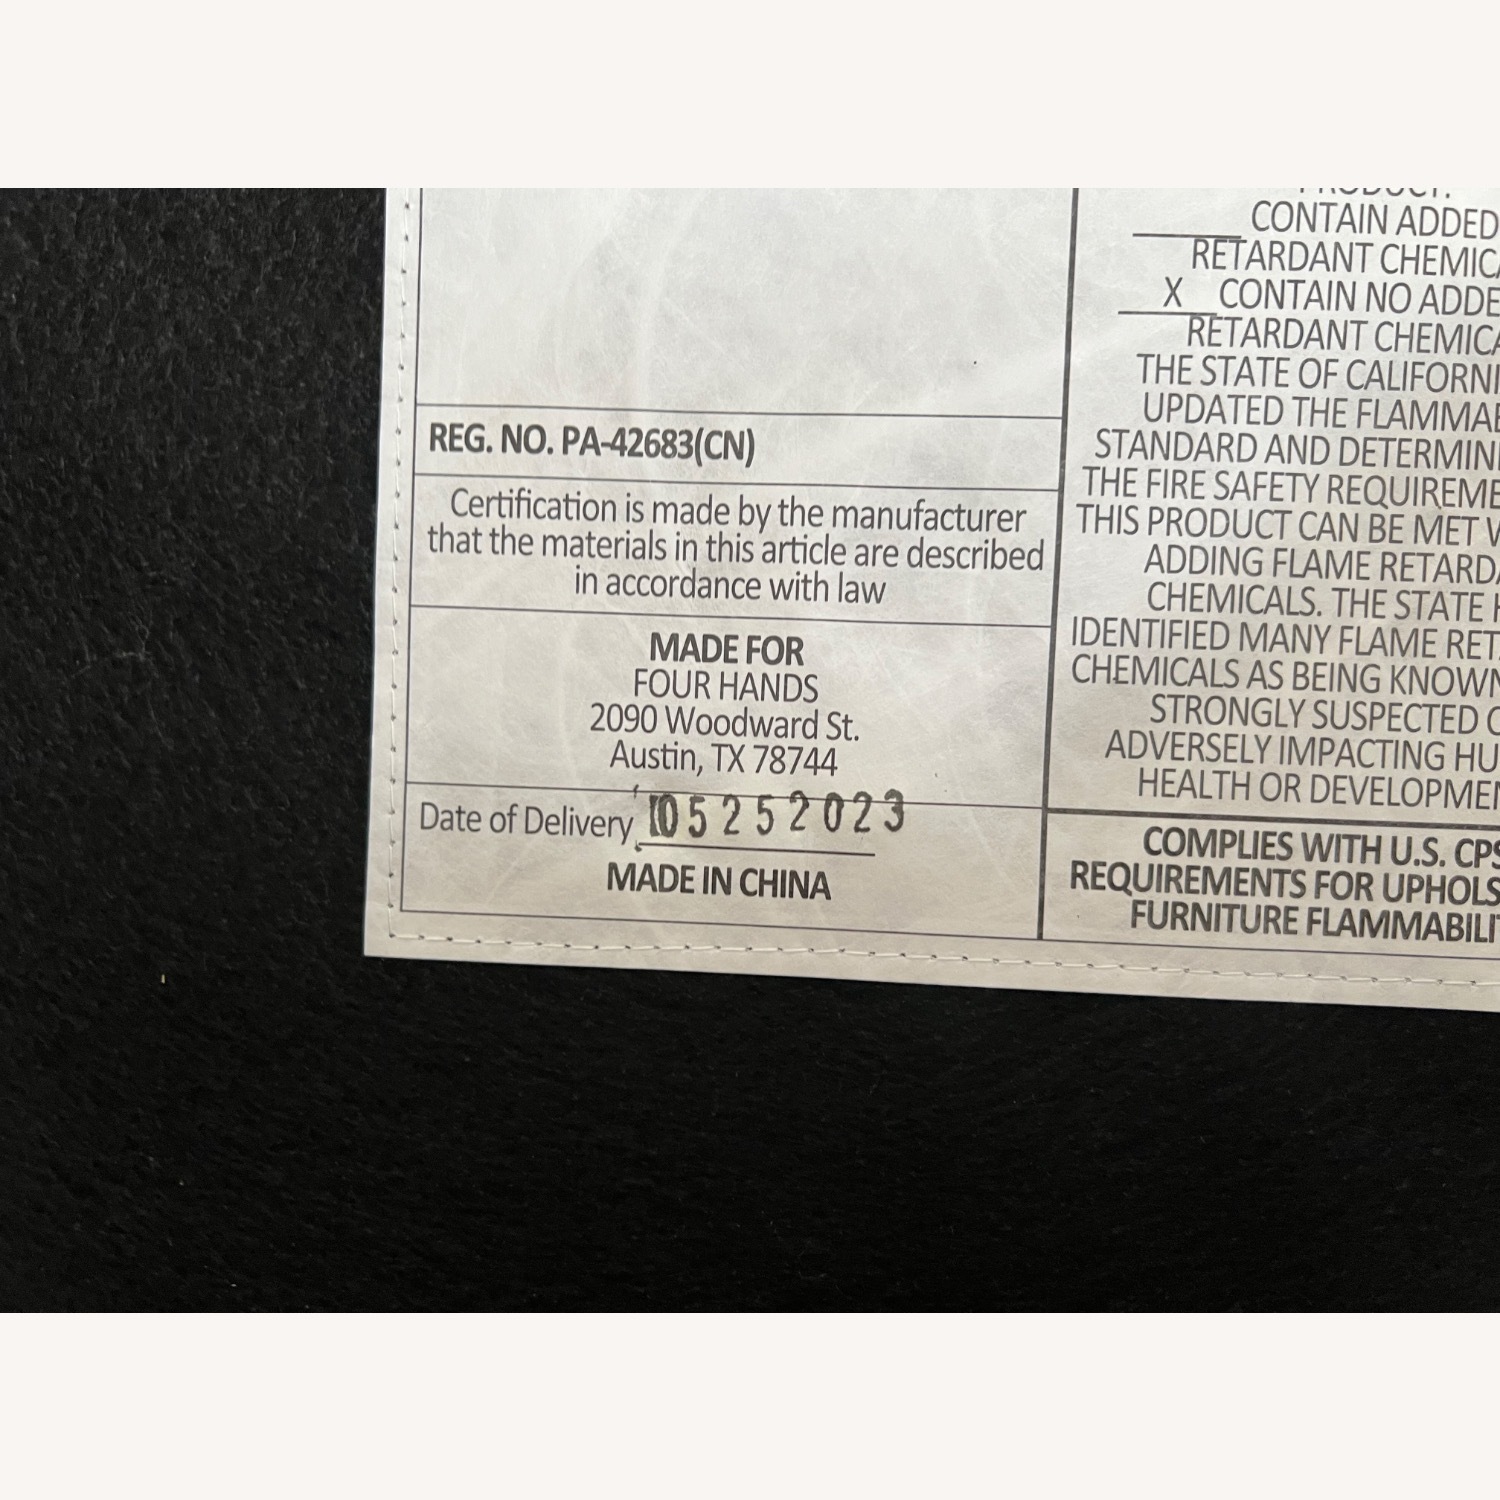 REG. NO. PA-42683(CN)
Certification is made by the manufacturer
that the materials in this article are described
in accordance with law
MADE FOR
FOUR HANDS
2090 Woodward St.
Austin, TX 78744
Date of Delivery 05252023
MADE IN CHINA
PRODUCT.
CONTAIN ADDED
RETARDANT
X CONTAIN NO
RETARDANT
THE STATE OF
UPDATED THE
STANDARD AND
THE FIRE SAFETY
THIS PRODUCT CAN BE MET
ADDING FLAME
CHEMICALS. THE STATE
IDENTIFIED MANY FLAME
CHEMICALS AS BEING KNOWN
STRONGLY SUSPECTED
ADVERSELY IMPACTING
HEALTH OR
COMPLIES WITH U.S.
REQUIREMENTS FOR
FURNITURE